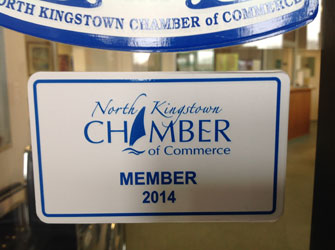 NORTH KINGSTOWN CHAMBER of COMMERCE
North Kingstown
CHAMBER
of Commerce
MEMBER
2014